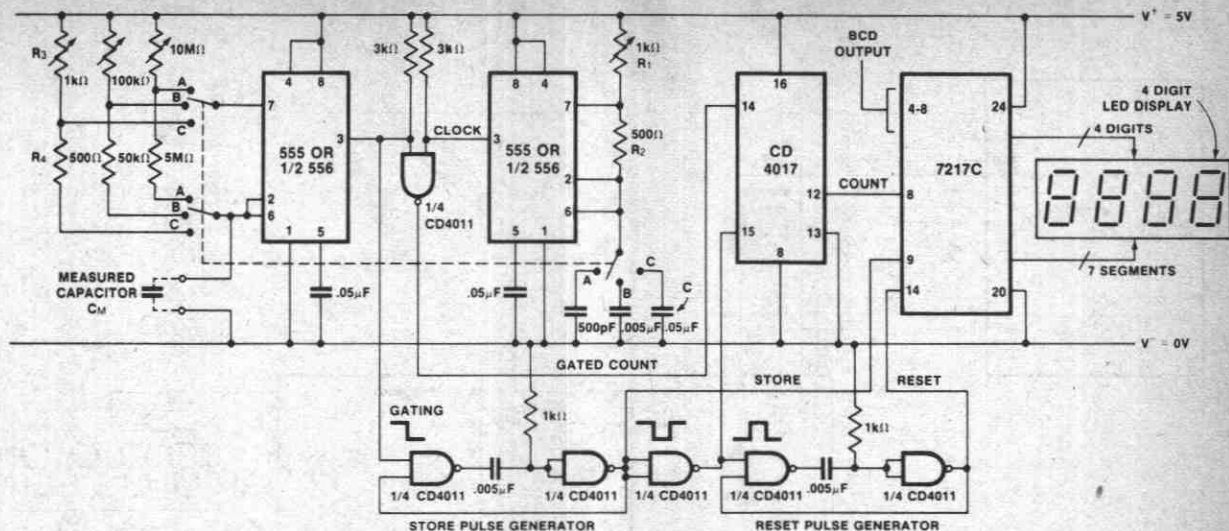 V⁺ = 5V
R3
1kΩ
100kΩ
10MΩ
A
B
C
R4
500Ω
50kΩ
5MΩ
A
B
C
MEASURED
CAPACITOR
CM
4
8
7
3
555 OR
1/2 556
2
6
1
5
.05µF
3kΩ
3kΩ
CLOCK
1/4
CD4011
8
4
7
3
555 OR
1/2 556
2
6
5
1
.05µF
1kΩ
R1
500Ω
R2
A
B
C
C
500pF
.005µF
.05µF
16
14
CD
4017
12
15
13
8
COUNT
BCD
OUTPUT
4-8
24
7217C
8
9
14
20
4 DIGIT
LED DISPLAY
4 DIGITS
8888
7 SEGMENTS
V⁻ = 0V
GATED COUNT
STORE
RESET
GATING
1kΩ
1kΩ
1/4 CD4011
.005µF
1/4 CD4011
1/4 CD4011
1/4 CD4011
.005µF
1/4 CD4011
STORE PULSE GENERATOR
RESET PULSE GENERATOR